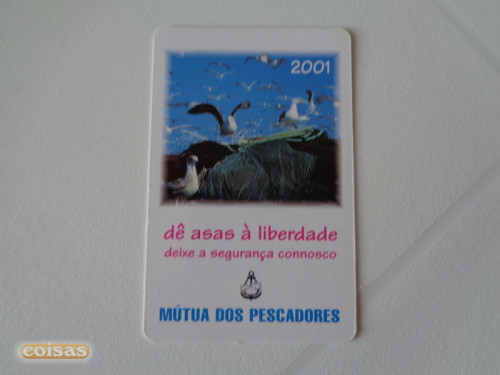 2001
dê asas à liberdade
deixe a segurança connosco
MÚTUA DOS PESCADORES
coisas